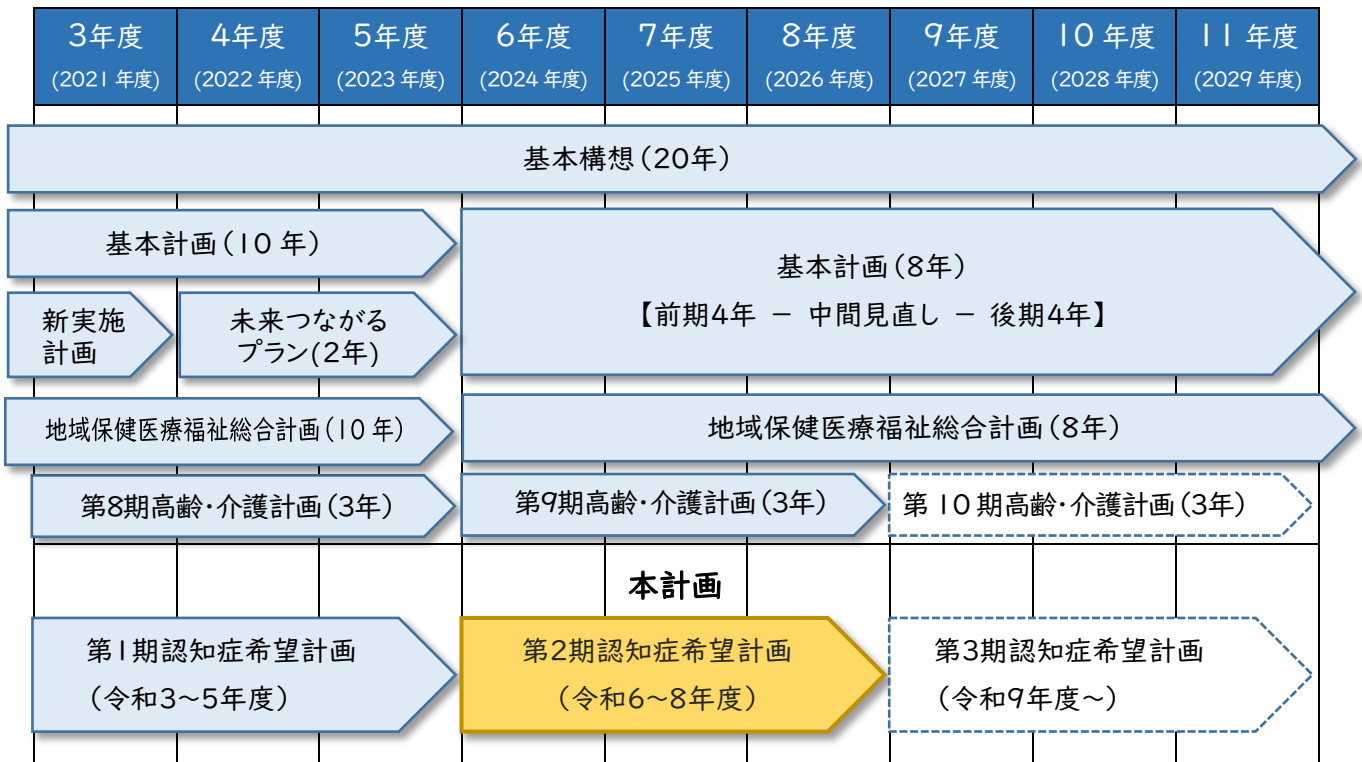 3年度 4年度 5年度 6年度 7年度 8年度 9年度 10年度 11年度
(2021年度) (2022年度) (2023年度) (2024年度) (2025年度) (2026年度) (2027年度) (2028年度) (2029年度)
基本構想(20年)
基本計画(10年)
基本計画(8年)
【前期4年 － 中間見直し － 後期4年】
新実施
計画
未来つながる
プラン(2年)
地域保健医療福祉総合計画(10年)
地域保健医療福祉総合計画(8年)
第8期高齢・介護計画(3年)
第9期高齢・介護計画(3年)
第10期高齢・介護計画(3年)
本計画
第1期認知症希望計画
(令和3～5年度)
第2期認知症希望計画
(令和6～8年度)
第3期認知症希望計画
(令和9年度～)